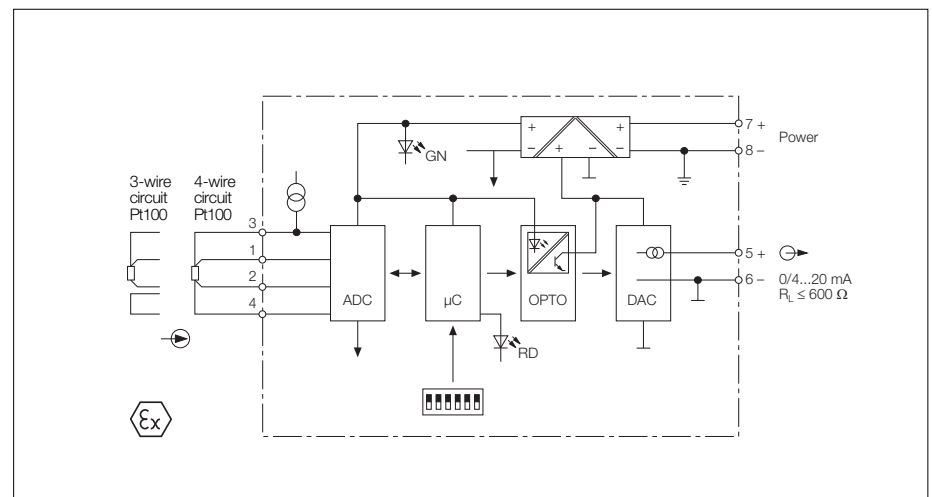 7 +
Power
8 –
GN
+ +
– + – –
3-wire
circuit
Pt100
4-wire
circuit
Pt100
3
1
2
4
ADC
µC
OPTO
DAC
5 +
6 –
0/4...20 mA
R_L ≤ 600 Ω
RD
Ex